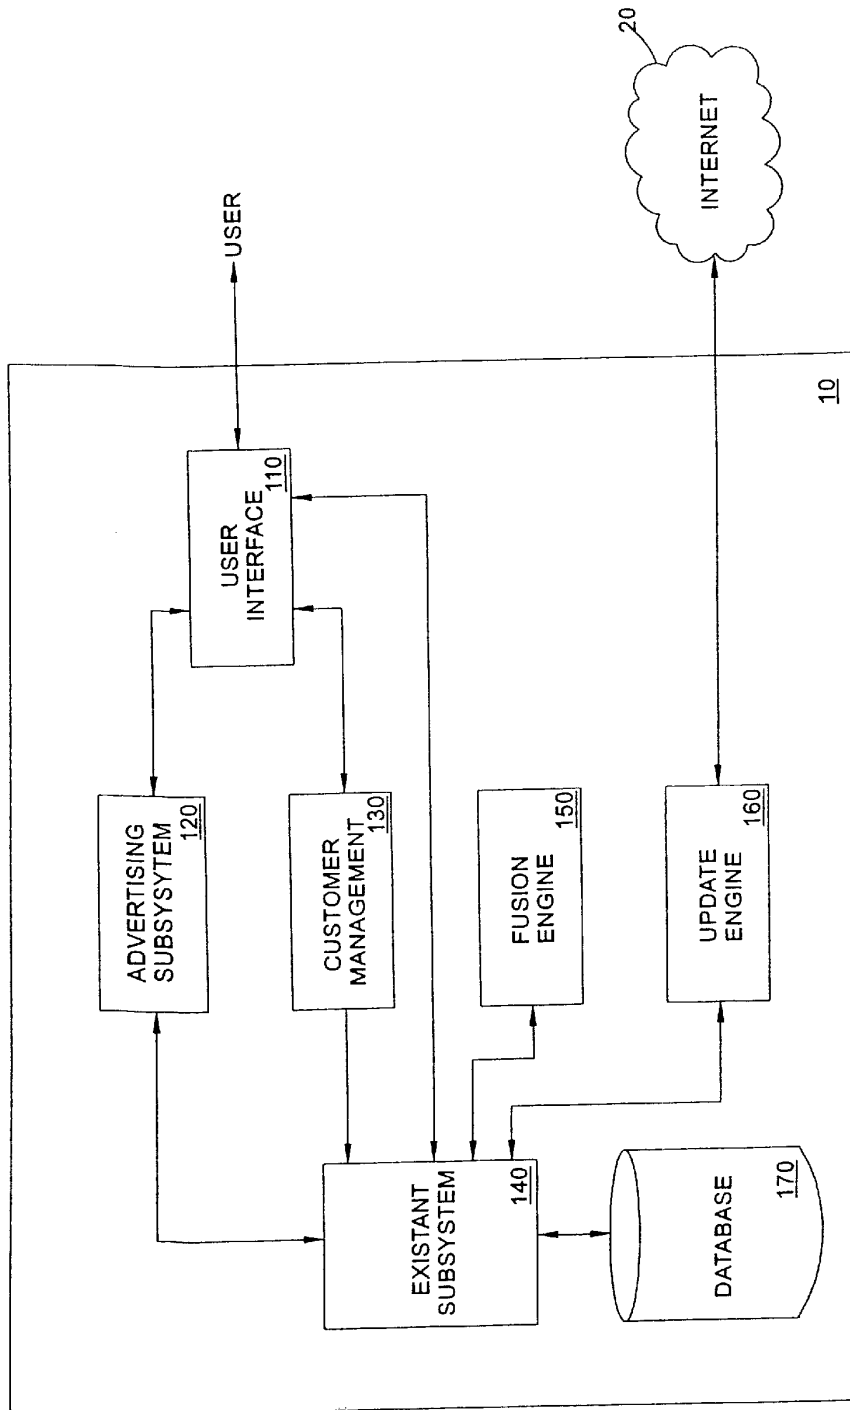 ADVERTISING
SUBSYSYTEM
120
USER
INTERFACE
110
USER
CUSTOMER
MANAGEMENT
130
EXISTANT
SUBSYSTEM
140
FUSION
ENGINE
150
20
DATABASE
170
UPDATE
ENGINE
160
INTERNET
10